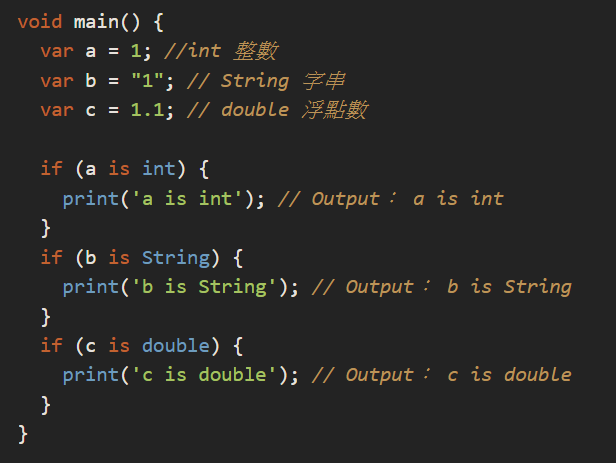 void main() {
  var a = 1; //int 整數
  var b = "1"; // String 字串
  var c = 1.1; // double 浮點數

  if (a is int) {
    print('a is int'); // Output： a is int
  }
  if (b is String) {
    print('b is String'); // Output： b is String
  }
  if (c is double) {
    print('c is double'); // Output： c is double
  }
}